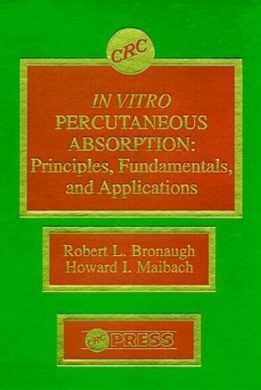 CRC
IN VITRO
PERCUTANEOUS
ABSORPTION:
Principles, Fundamentals,
and Applications
Robert L. Bronaugh
Howard I. Maibach
CRC PRESS